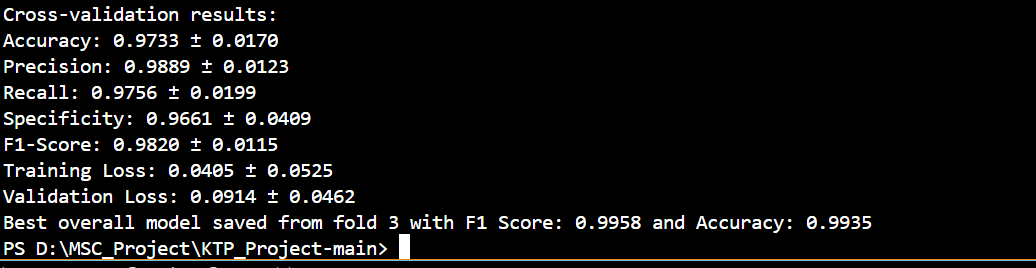 Cross-validation results:
Accuracy: 0.9733 ± 0.0170
Precision: 0.9889 ± 0.0123
Recall: 0.9756 ± 0.0199
Specificity: 0.9661 ± 0.0409
F1-Score: 0.9820 ± 0.0115
Training Loss: 0.0405 ± 0.0525
Validation Loss: 0.0914 ± 0.0462
Best overall model saved from fold 3 with F1 Score: 0.9958 and Accuracy: 0.9935
PS D:\MSC_Project\KTP_Project-main>